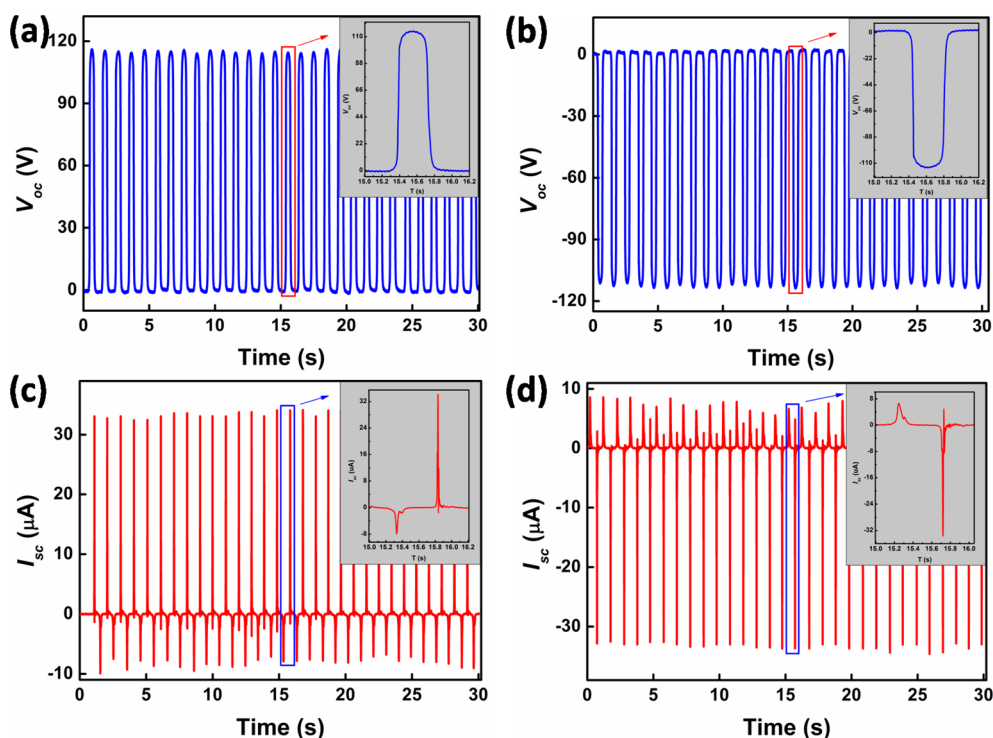 (a)
120
90
60
30
0
V_oc (V)
0 5 10 15 20 25 30
Time (s)
110
88
66
44
22
0
V_oc (V)
15.0 15.2 15.4 15.6 15.8 16.0 16.2
T (s)
(b)
0
-30
-60
-90
-120
V_oc (V)
0 5 10 15 20 25 30
Time (s)
0
-22
-44
-66
-88
-110
V_oc (V)
15.0 15.2 15.4 15.6 15.8 16.0 16.2
T (s)
(c)
30
20
10
0
-10
I_sc (μA)
0 5 10 15 20 25 30
Time (s)
32
24
16
8
0
-8
I_sc (uA)
15.0 15.2 15.4 15.6 15.8 16.0 16.2
T (s)
(d)
10
0
-10
-20
-30
I_sc (μA)
0 5 10 15 20 25 30
Time (s)
8
0
-8
-16
-24
-32
I_sc (uA)
15.0 15.2 15.4 15.6 15.8 16.0
T (s)